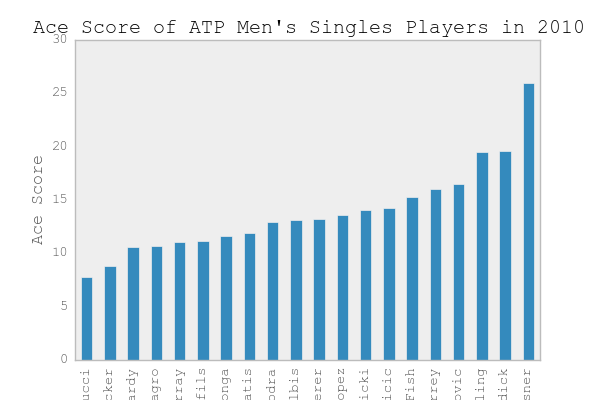 Ace Score of ATP Men's Singles Players in 2010
30
25
20
15
10
5
0
Ace Score
ucci
cker
ardy
agro
rray
fils
onga
atis
odra
lbis
erer
opez
icki
icic
Fish
rrey
ovic
ling
dick
sner